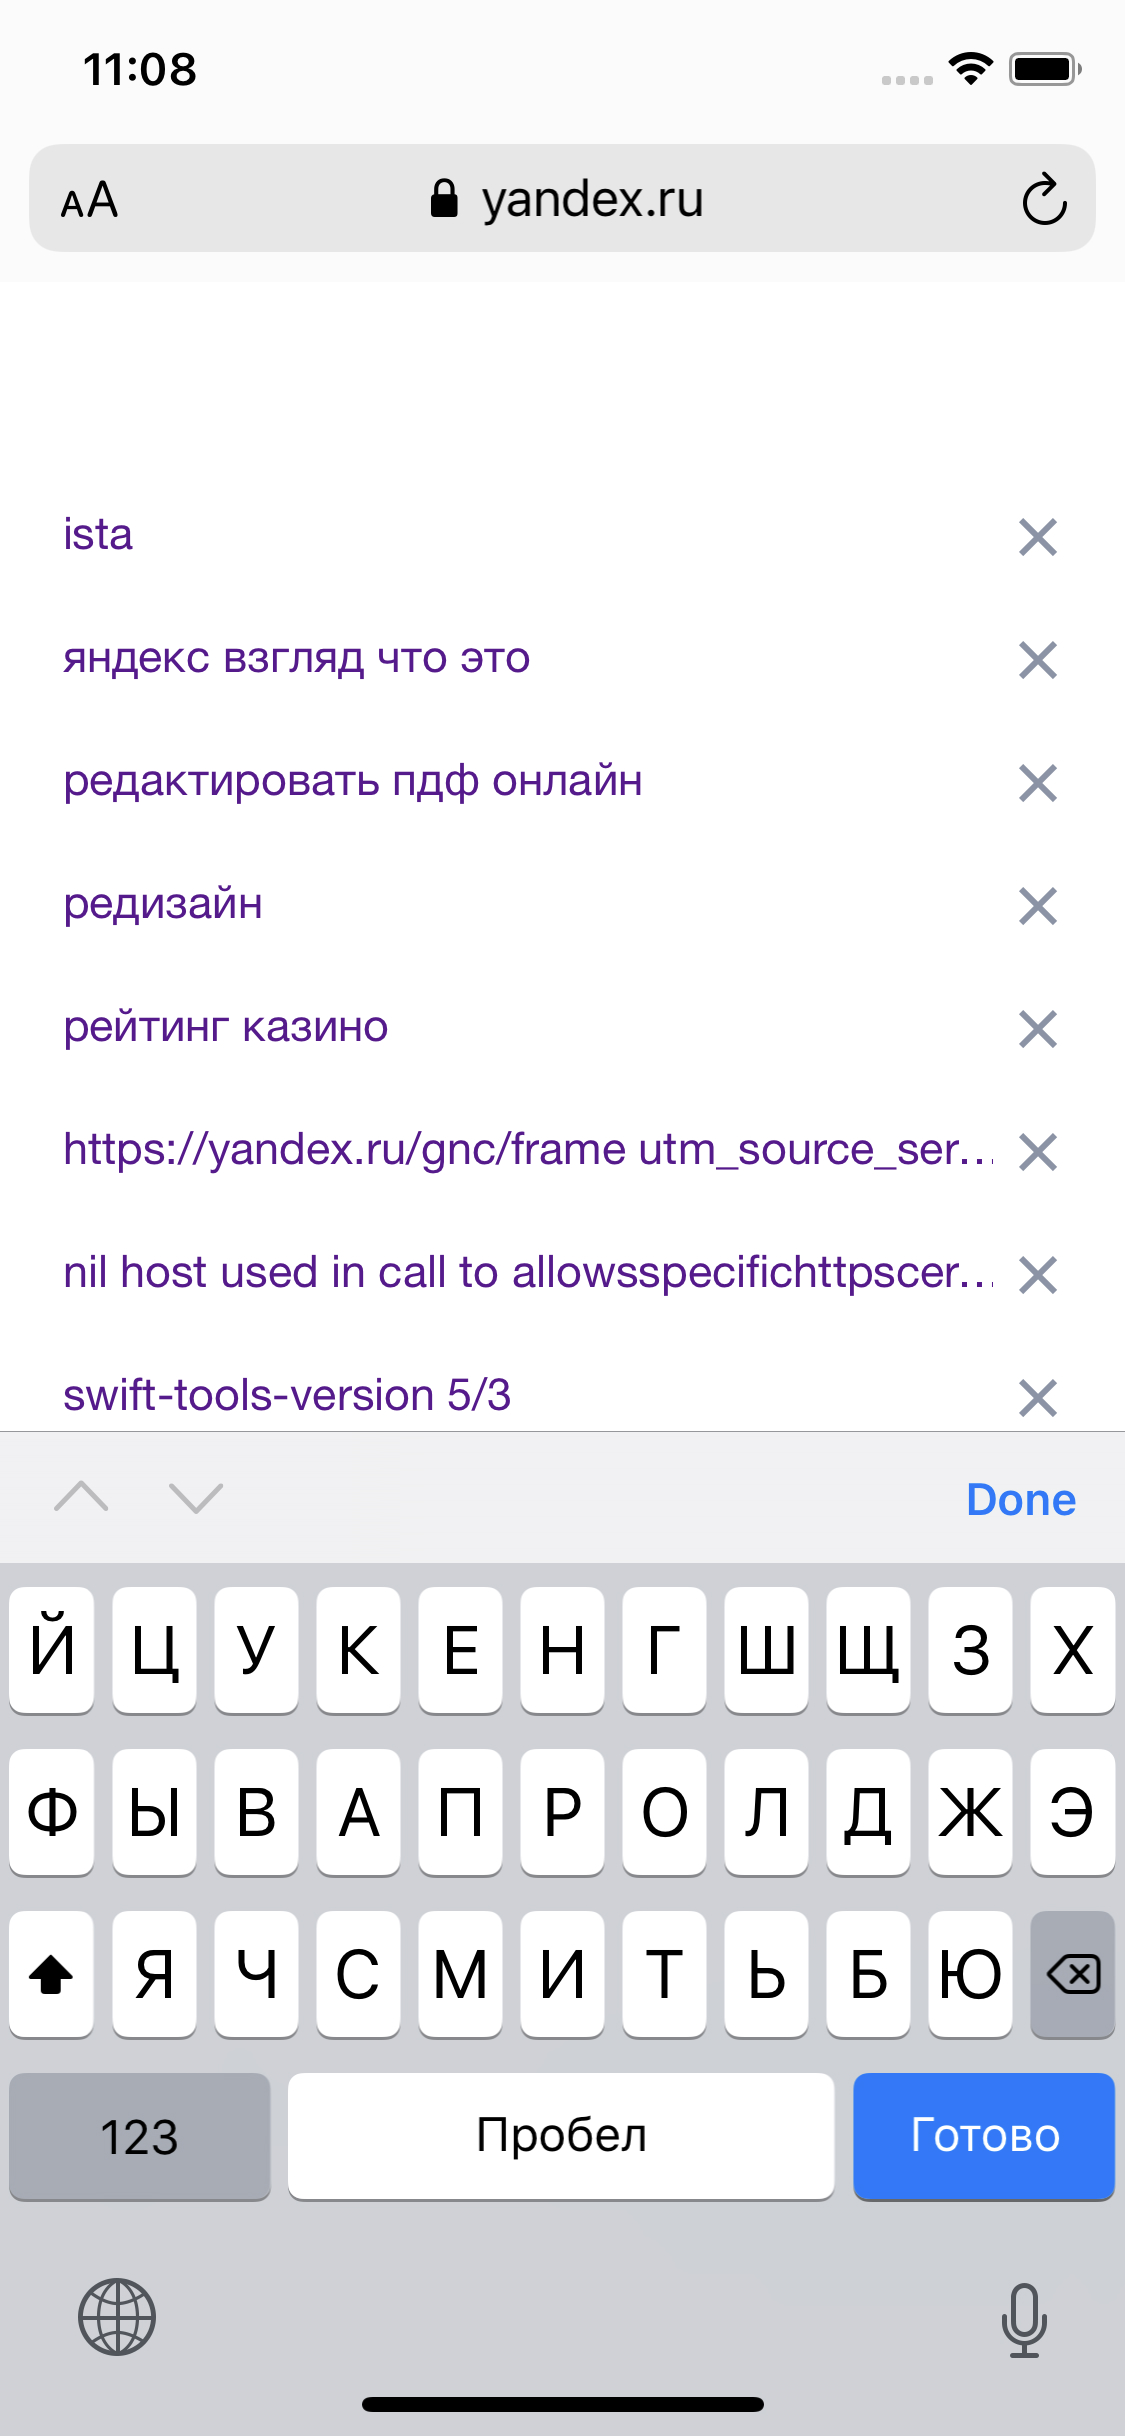 11:08
AA yandex.ru
ista
яндекс взгляд что это
редактировать пдф онлайн
редизайн
рейтинг казино
https://yandex.ru/gnc/frame utm_source_ser...
nil host used in call to allowsspecifichttpscer...
swift-tools-version 5/3
Done
Й Ц У К Е Н Г Ш Щ З Х
Ф Ы В А П Р О Л Д Ж Э
Я Ч С М И Т Ь Б Ю
123 Пробел Готово